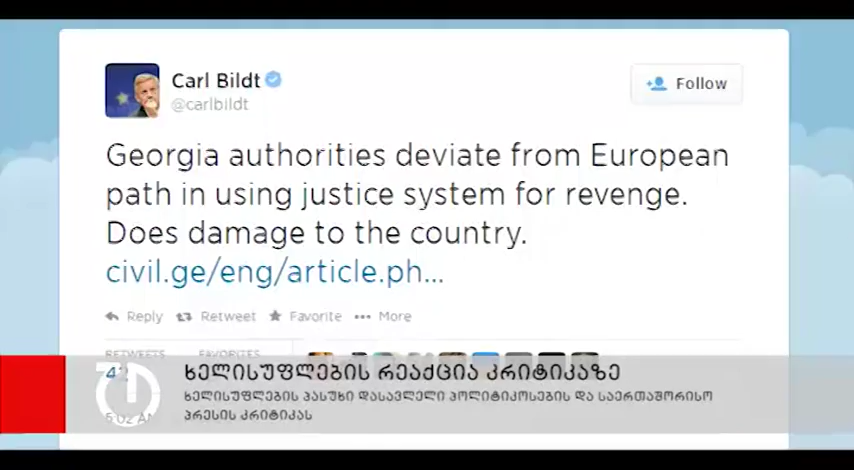 Carl Bildt
@carlbildt
Follow
Georgia authorities deviate from European
path in using justice system for revenge.
Does damage to the country.
civil.ge/eng/article.ph...
Reply Retweet Favorite More
RETWEETS FAVORITES
ხელისუფლების რეაქცია კრიტიკაზე
ხელისუფლების პასუხი დასავლელი პოლიტიკოსების და საერთაშორისო
პრესის კრიტიკას